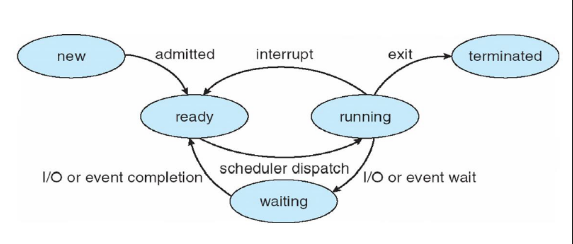 new
admitted
interrupt
exit
terminated
ready
running
I/O or event completion
scheduler dispatch
I/O or event wait
waiting